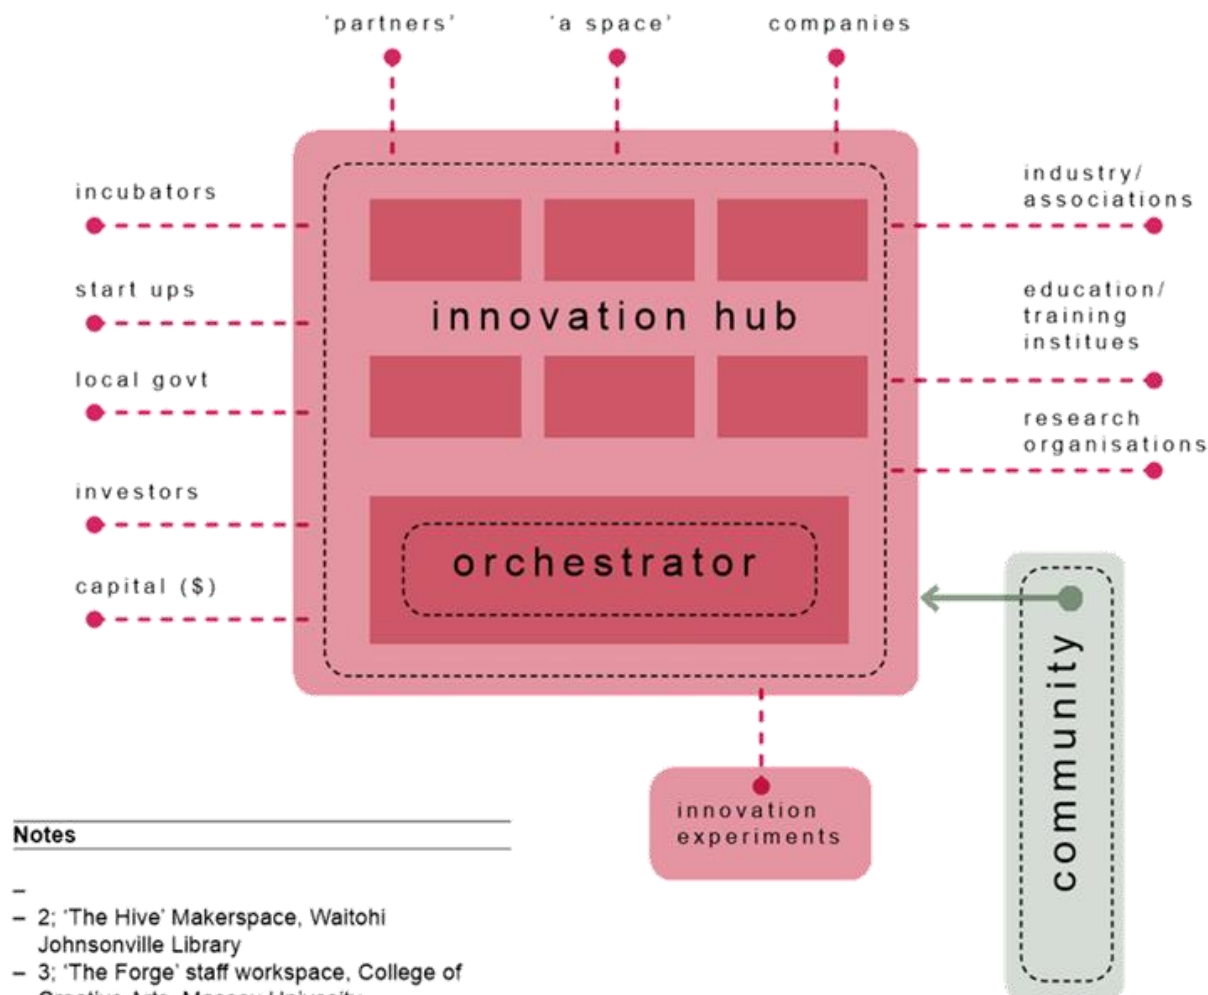 ‘partners’
‘a space’
companies
incubators
start ups
local govt
investors
capital ($)
industry/
associations
education/
training
institues
research
organisations
innovation hub
orchestrator
community
innovation
experiments
Notes
–
– 2; ‘The Hive’ Makerspace, Waitohi
Johnsonville Library
– 3; ‘The Forge’ staff workspace, College of